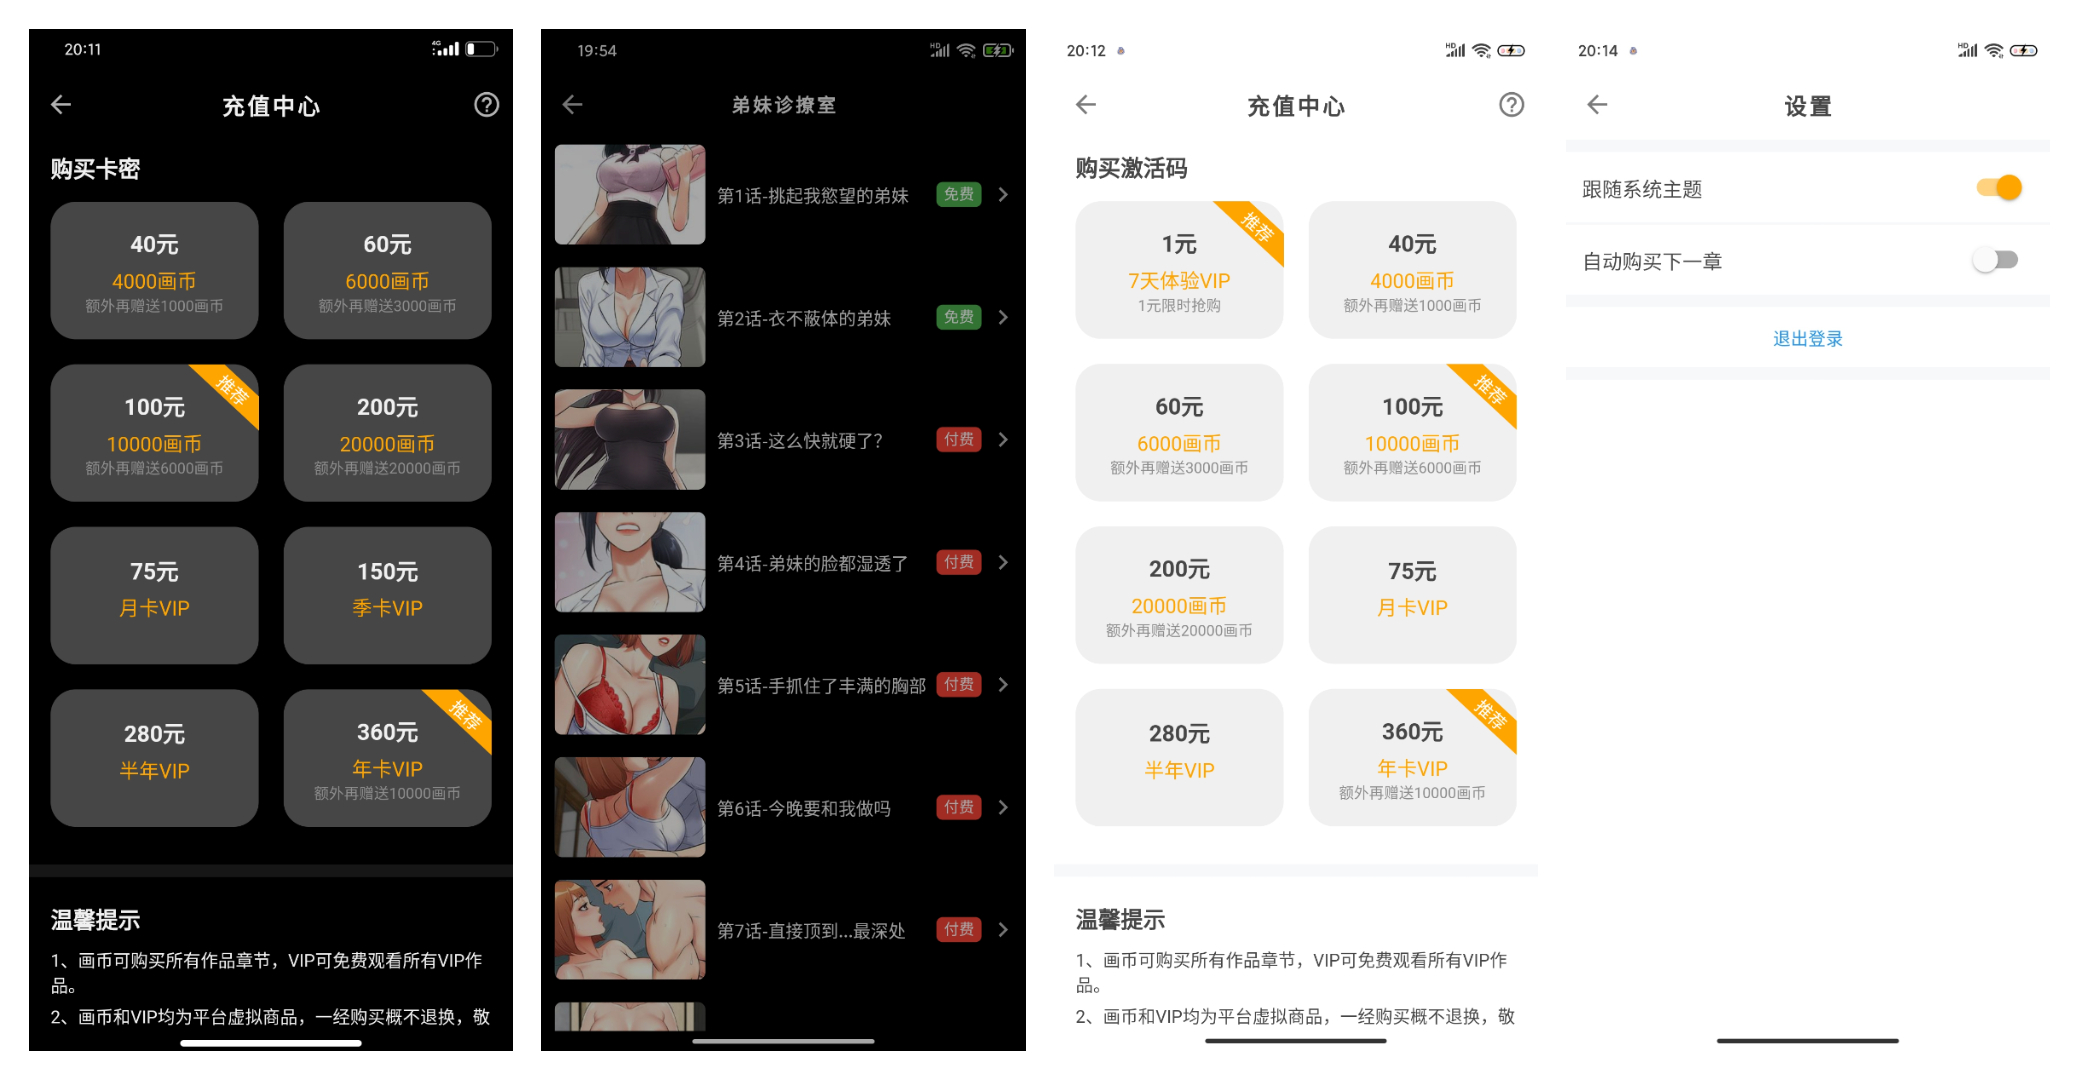 20:11
4G
充值中心
购买卡密
40元
4000画币
额外再赠送1000画币
60元
6000画币
额外再赠送3000画币
推荐
100元
10000画币
额外再赠送6000画币
200元
20000画币
额外再赠送20000画币
75元
月卡VIP
150元
季卡VIP
280元
半年VIP
推荐
360元
年卡VIP
额外再赠送10000画币
温馨提示
1、画币可购买所有作品章节，VIP可免费观看所有VIP作
品。
2、画币和VIP均为平台虚拟商品，一经购买概不退换，敬
19:54
HD
弟妹诊撩室
第1话-挑起我慾望的弟妹
免费
第2话-衣不蔽体的弟妹
免费
第3话-这么快就硬了？
付费
第4话-弟妹的脸都湿透了
付费
第5话-手抓住了丰满的胸部
付费
第6话-今晚要和我做吗
付费
第7话-直接顶到...最深处
付费
20:12
HD
充值中心
购买激活码
推荐
1元
7天体验VIP
1元限时抢购
40元
4000画币
额外再赠送1000画币
60元
6000画币
额外再赠送3000画币
推荐
100元
10000画币
额外再赠送6000画币
200元
20000画币
额外再赠送20000画币
75元
月卡VIP
280元
半年VIP
推荐
360元
年卡VIP
额外再赠送10000画币
温馨提示
1、画币可购买所有作品章节，VIP可免费观看所有VIP作
品。
2、画币和VIP均为平台虚拟商品，一经购买概不退换，敬
20:14
HD
设置
跟随系统主题
自动购买下一章
退出登录